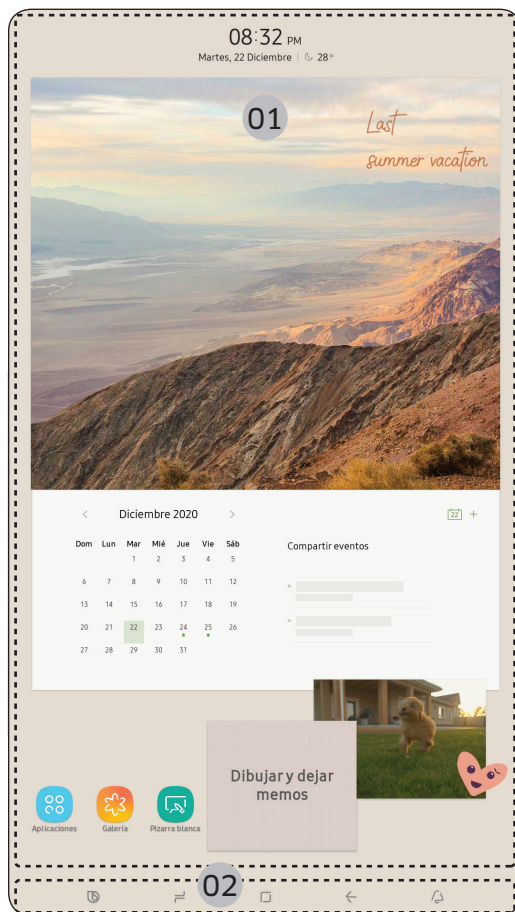 08:32 PM
Martes, 22 Diciembre | 28°
01
Last
summer vacation
Diciembre 2020
22 +
Dom Lun Mar Mié Jue Vie Sáb
1 2 3 4 5
6 7 8 9 10 11 12
13 14 15 16 17 18 19
20 21 22 23 24 25 26
27 28 29 30 31
Compartir eventos
Dibujar y dejar
memos
Aplicaciones Galería Pizarra blanca
02